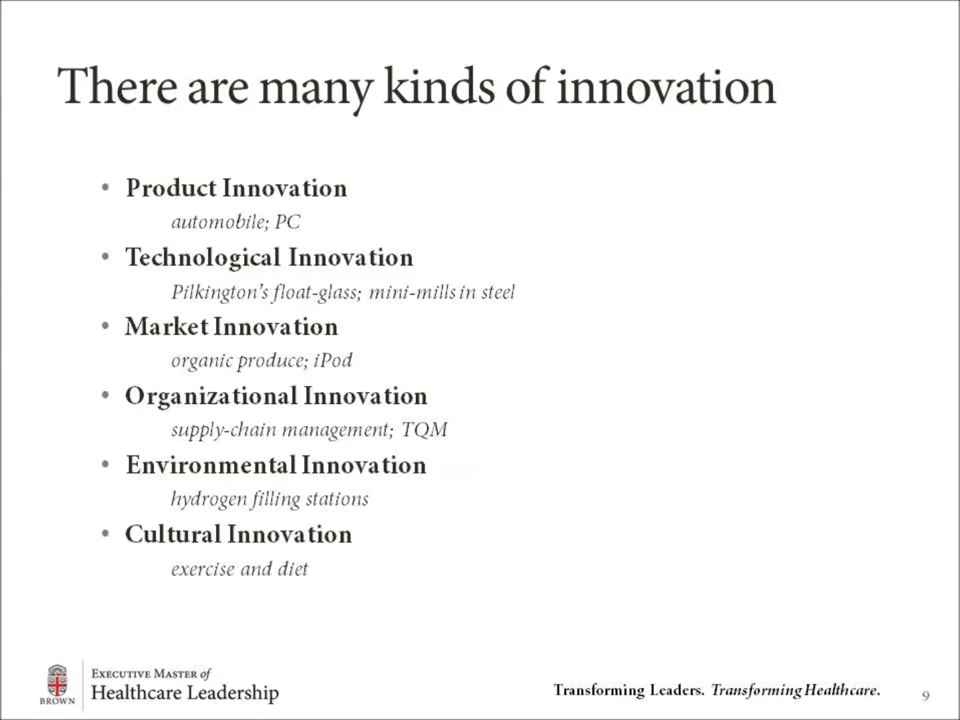 There are many kinds of innovation
• Product Innovation
automobile; PC
• Technological Innovation
Pilkington's float-glass; mini-mills in steel
• Market Innovation
organic produce; iPod
• Organizational Innovation
supply-chain management; TQM
• Environmental Innovation
hydrogen filling stations
• Cultural Innovation
exercise and diet
BROWN
Executive Master of
Healthcare Leadership
Transforming Leaders. Transforming Healthcare.
9